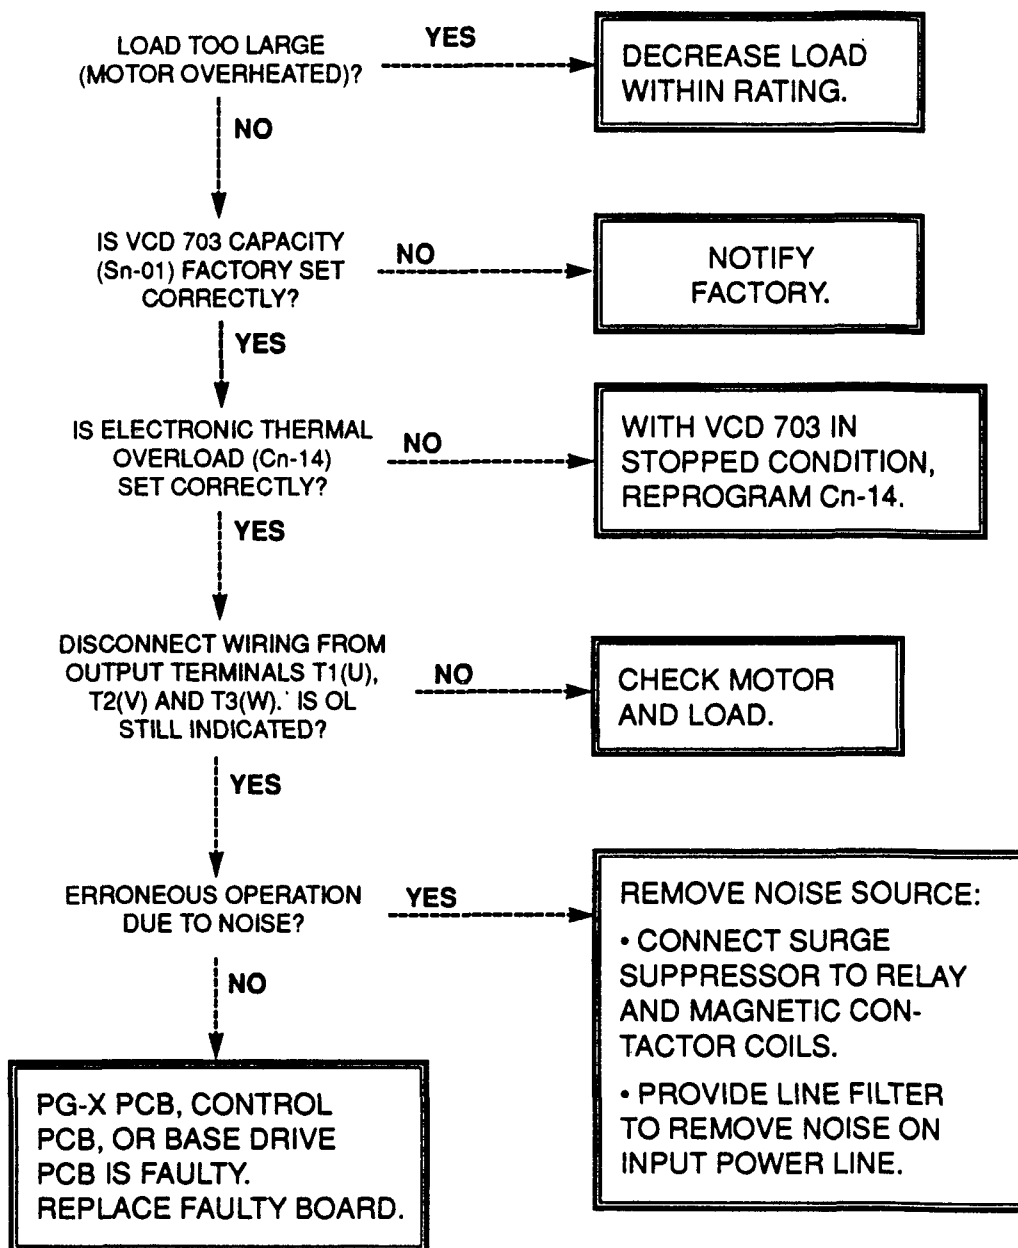 LOAD TOO LARGE
(MOTOR OVERHEATED)?
YES
DECREASE LOAD
WITHIN RATING.
NO
IS VCD 703 CAPACITY
(Sn-01) FACTORY SET
CORRECTLY?
NO
NOTIFY
FACTORY.
YES
IS ELECTRONIC THERMAL
OVERLOAD (Cn-14)
SET CORRECTLY?
NO
WITH VCD 703 IN
STOPPED CONDITION,
REPROGRAM Cn-14.
YES
DISCONNECT WIRING FROM
OUTPUT TERMINALS T1(U),
T2(V) AND T3(W). IS OL
STILL INDICATED?
NO
CHECK MOTOR
AND LOAD.
YES
ERRONEOUS OPERATION
DUE TO NOISE?
YES
REMOVE NOISE SOURCE:
• CONNECT SURGE
SUPPRESSOR TO RELAY
AND MAGNETIC CON-
TACTOR COILS.
• PROVIDE LINE FILTER
TO REMOVE NOISE ON
INPUT POWER LINE.
NO
PG-X PCB, CONTROL
PCB, OR BASE DRIVE
PCB IS FAULTY.
REPLACE FAULTY BOARD.